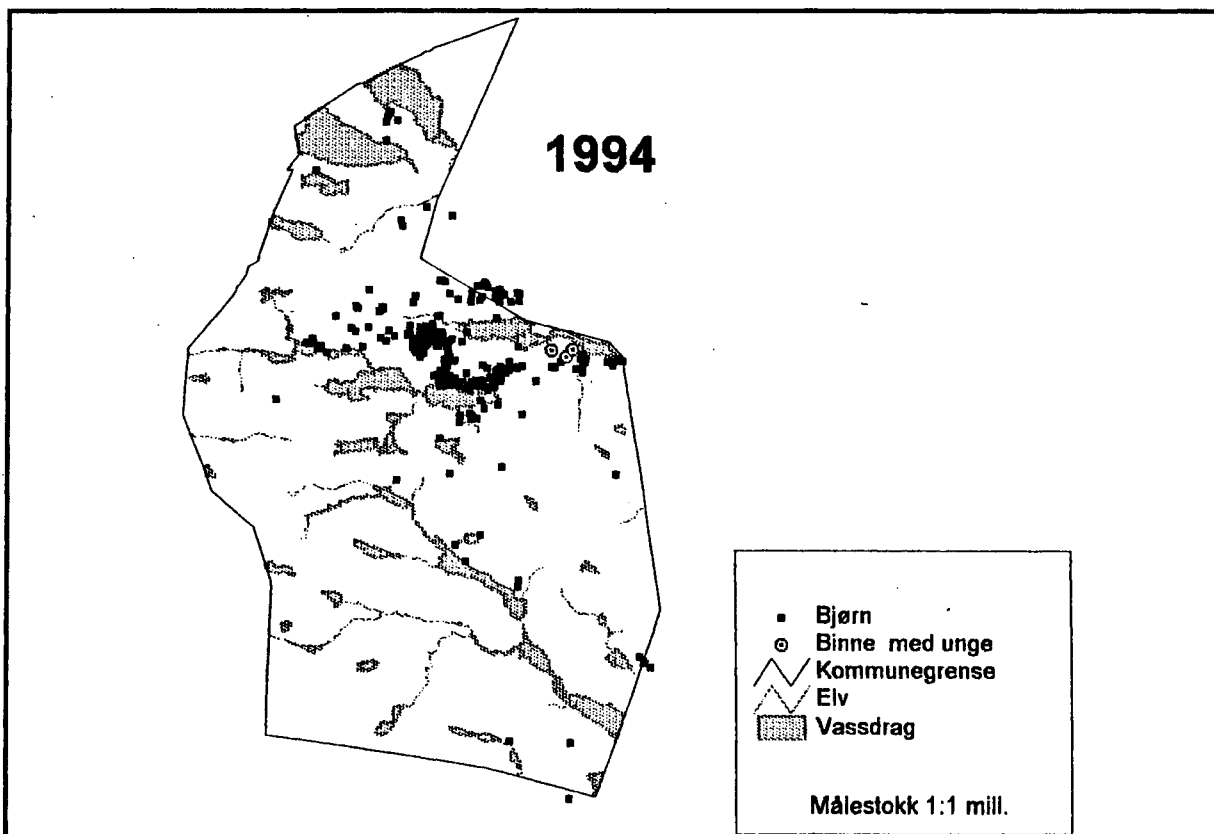 1994
Bjørn
Binne med unge
Kommunegrense
Elv
Vassdrag
Målestokk 1:1 mill.